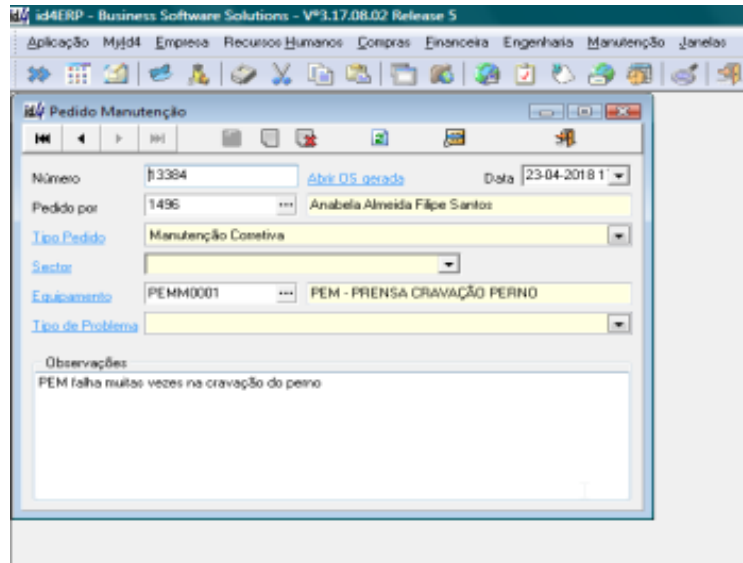 id4ERP - Business Software Solutions - Vª3.17.08.02 Release 5
Aplicação MyId4 Empresa Recursos Humanos Compras Financeira Engenharia Manutenção Janelas
Pedido Manutenção
Número 13384 Abrir OS gerada Data 23-04-2018 1
Pedido por 1496 ... Anabela Almeida Filipe Santos
Tipo Pedido Manutenção Corretiva
Sector
Equipamento PEMM0001 ... PEM - PRENSA CRAVAÇÃO PERNO
Tipo de Problema
Observações
PEM falha muitas vezes na cravação do perno